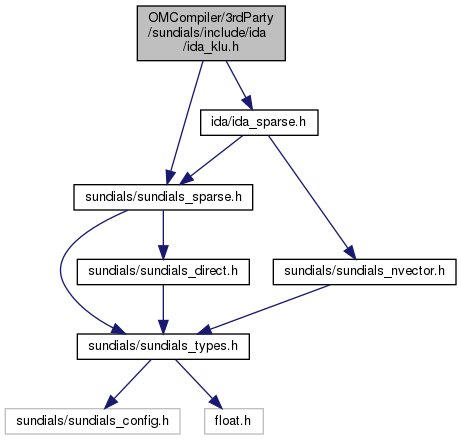 OMCompiler/3rdParty
/sundials/include/ida
/ida_klu.h
ida/ida_sparse.h
sundials/sundials_sparse.h
sundials/sundials_direct.h
sundials/sundials_nvector.h
sundials/sundials_types.h
sundials/sundials_config.h
float.h